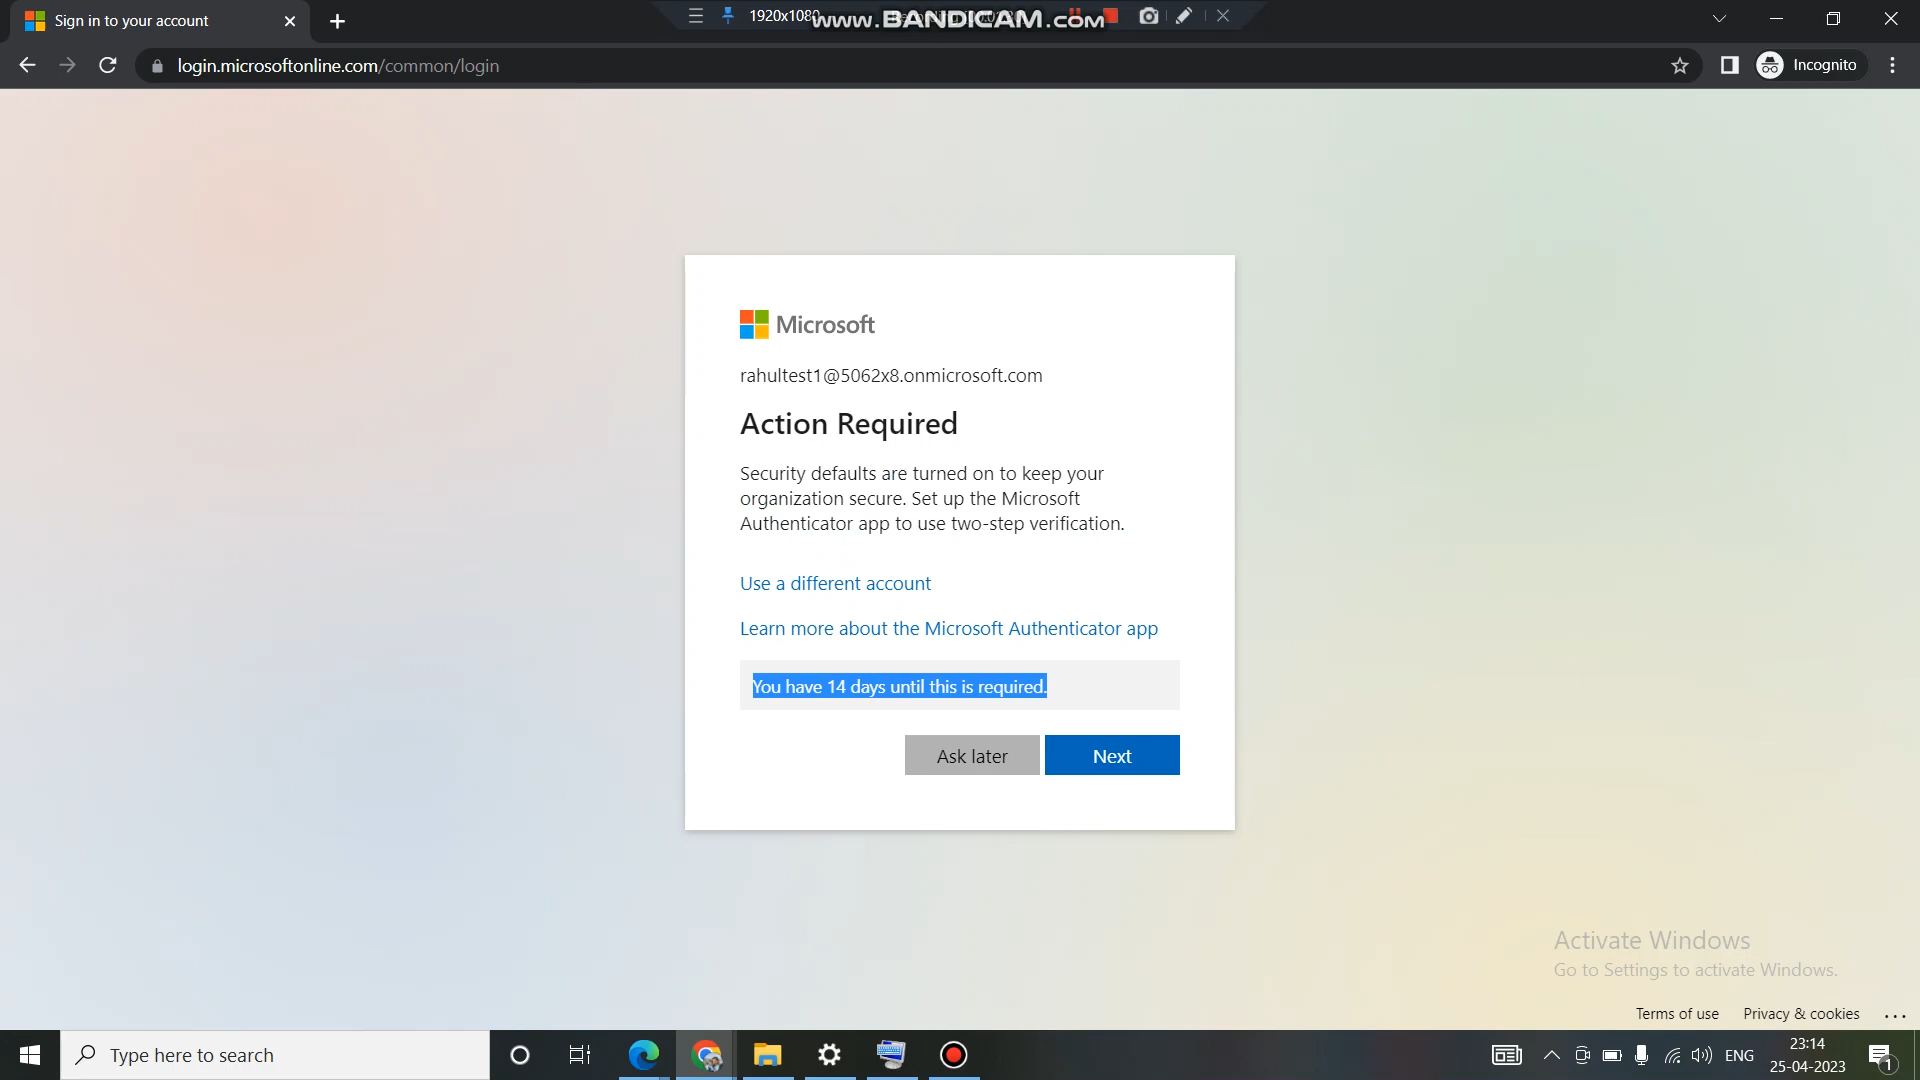 Sign in to your account
1920x1080
www.BANDICAM.com
login.microsoftonline.com/common/login
Incognito
Microsoft
rahultest1@5062x8.onmicrosoft.com
Action Required
Security defaults are turned on to keep your
organization secure. Set up the Microsoft
Authenticator app to use two-step verification.
Use a different account
Learn more about the Microsoft Authenticator app
You have 14 days until this is required.
Ask later
Next
Activate Windows
Go to Settings to activate Windows.
Terms of use
Privacy & cookies
Type here to search
ENG
23:14
25-04-2023
1